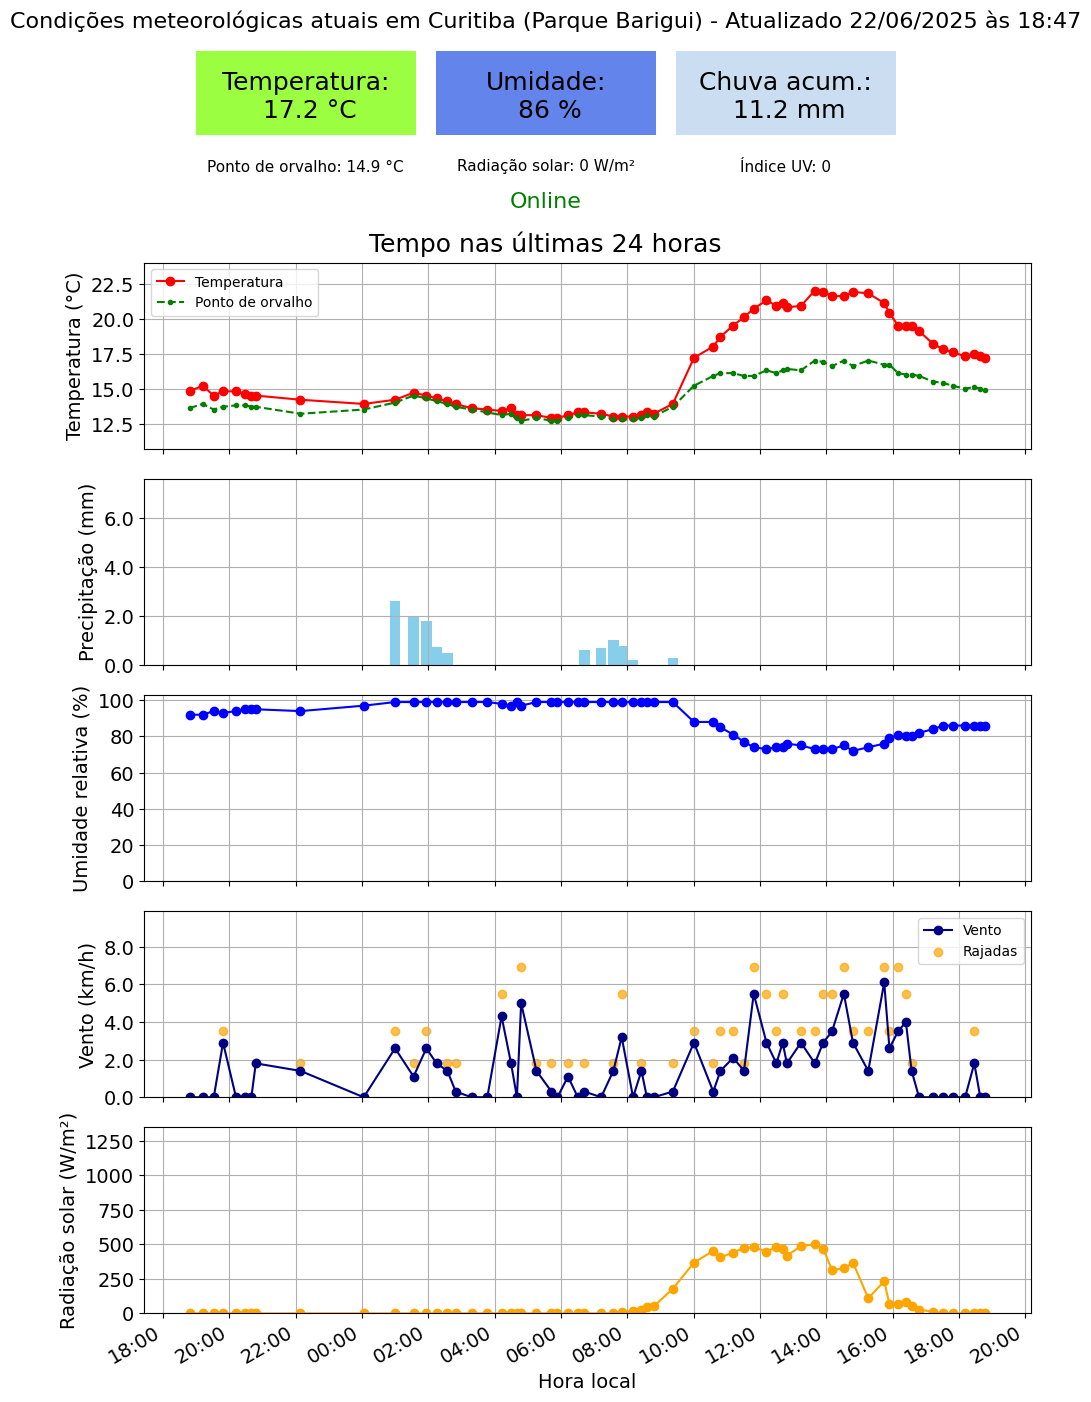 Condições meteorológicas atuais em Curitiba (Parque Barigui) - Atualizado 22/06/2025 às 18:47
Temperatura:
17.2 °C
Umidade:
86 %
Chuva acum.:
11.2 mm
Ponto de orvalho: 14.9 °C
Radiação solar: 0 W/m²
Índice UV: 0
Online
Tempo nas últimas 24 horas
Temperatura (°C)
22.5
20.0
17.5
15.0
12.5
Temperatura
Ponto de orvalho
Precipitação (mm)
6.0
4.0
2.0
0.0
Umidade relativa (%)
100
80
60
40
20
0
Vento (km/h)
8.0
6.0
4.0
2.0
0.0
Vento
Rajadas
Radiação solar (W/m²)
1250
1000
750
500
250
0
18:00
20:00
22:00
00:00
02:00
04:00
06:00
08:00
10:00
12:00
14:00
16:00
18:00
20:00
Hora local